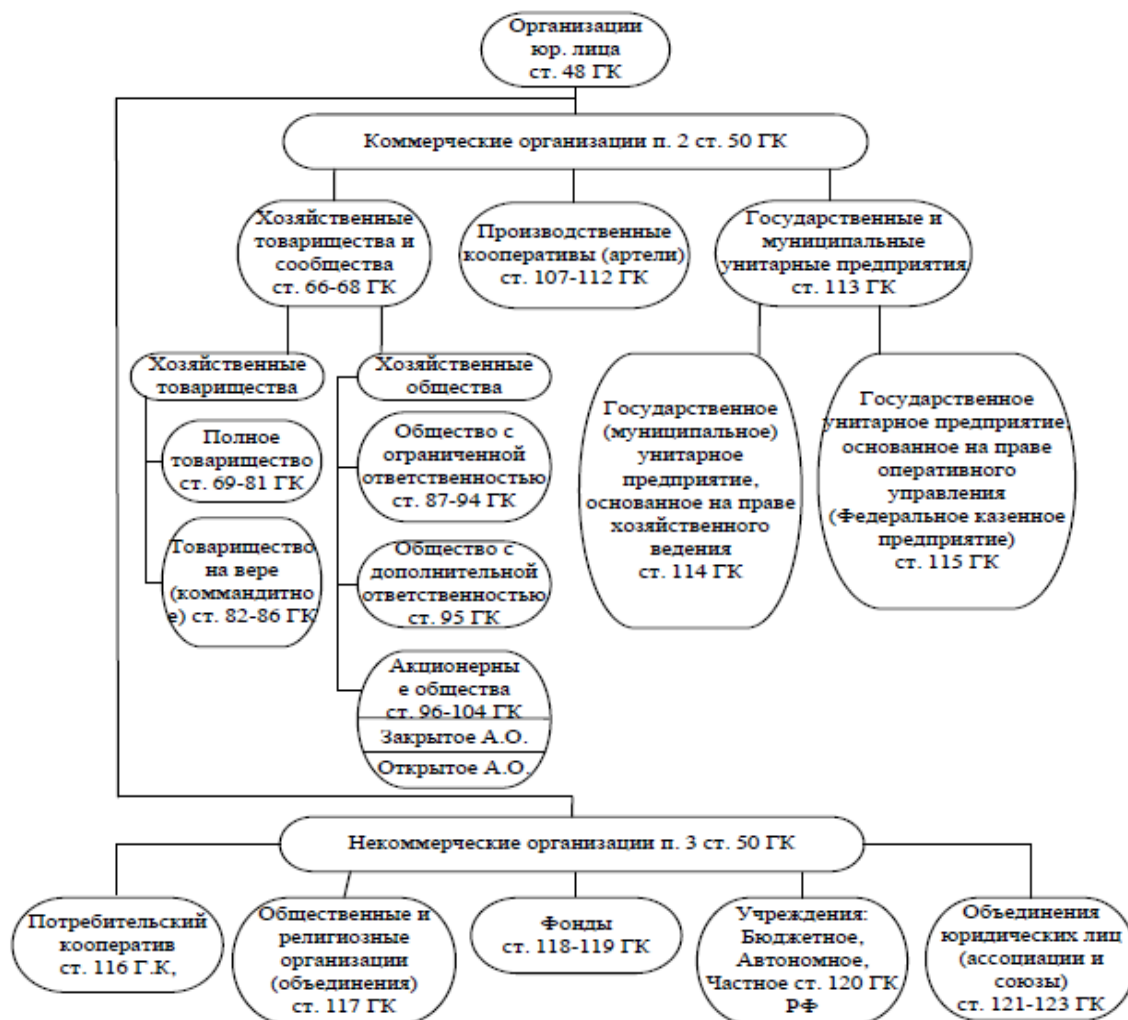 Организации
юр. лица
ст. 48 ГК
Коммерческие организации п. 2 ст. 50 ГК
Хозяйственные
товарищества и
сообщества
ст. 66-68 ГК
Производственные
кооперативы (артели)
ст. 107-112 ГК
Государственные и
муниципальные
унитарные предприятия
ст. 113 ГК
Хозяйственные
товарищества
Полное
товарищество
ст. 69-81 ГК
Товарищество
на вере
(коммандитно
е) ст. 82-86 ГК
Хозяйственные
общества
Общество с
ограниченной
ответственностью
ст. 87-94 ГК
Общество с
дополнительной
ответственностью
ст. 95 ГК
Акционерны
е общества
ст. 96-104 ГК
Закрытое А.О.
Открытое А.О.
Государственное
(муниципальное)
унитарное
предприятие,
основанное на праве
хозяйственного
ведения
ст. 114 ГК
Государственное
унитарное предприятие,
основанное на праве
оперативного
управления
(Федеральное казенное
предприятие)
ст. 115 ГК
Некоммерческие организации п. 3 ст. 50 ГК
Потребительский
кооператив
ст. 116 Г.К,
Общественные и
религиозные
организации
(объединения)
ст. 117 ГК
Фонды
ст. 118-119 ГК
Учреждения:
Бюджетное,
Автономное,
Частное ст. 120 ГК
РФ
Объединения
юридических лиц
(ассоциации и
союзы)
ст. 121-123 ГК